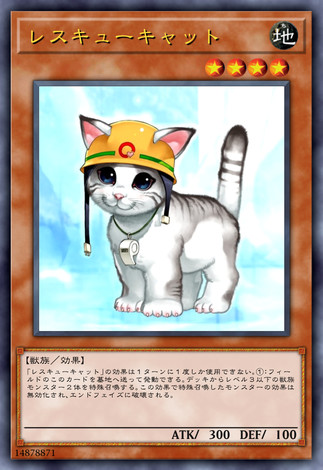 レスキューキャット
地
【獣族／効果】
「レスキューキャット」の効果は１ターンに１度しか使用できない。①：フィ
ールドのこのカードを墓地へ送って発動できる。デッキからレベル３以下の獣族
モンスター２体を特殊召喚する。この効果で特殊召喚したモンスターの効果は
無効化され、エンドフェイズに破壊される。
ATK/ 300 DEF/ 100
14878871